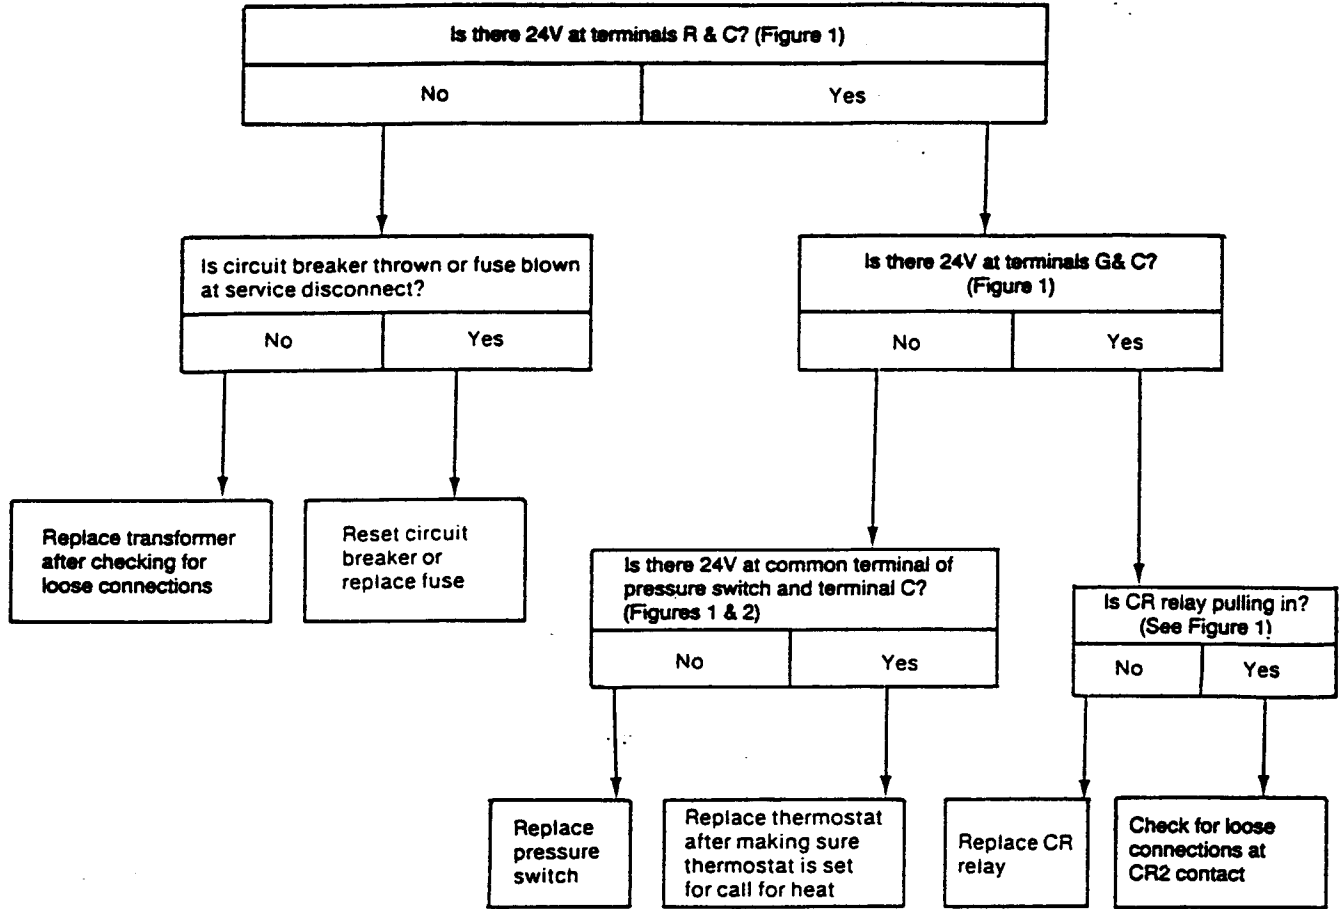 Is there 24V at terminals R & C? (Figure 1)
No
Yes
Is circuit breaker thrown or fuse blown
at service disconnect?
No
Yes
Is there 24V at terminals G& C?
(Figure 1)
No
Yes
Replace transformer
after checking for
loose connections
Reset circuit
breaker or
replace fuse
Is there 24V at common terminal of
pressure switch and terminal C?
(Figures 1 & 2)
No
Yes
Is CR relay pulling in?
(See Figure 1)
No
Yes
Replace
pressure
switch
Replace thermostat
after making sure
thermostat is set
for call for heat
Replace CR
relay
Check for loose
connections at
CR2 contact